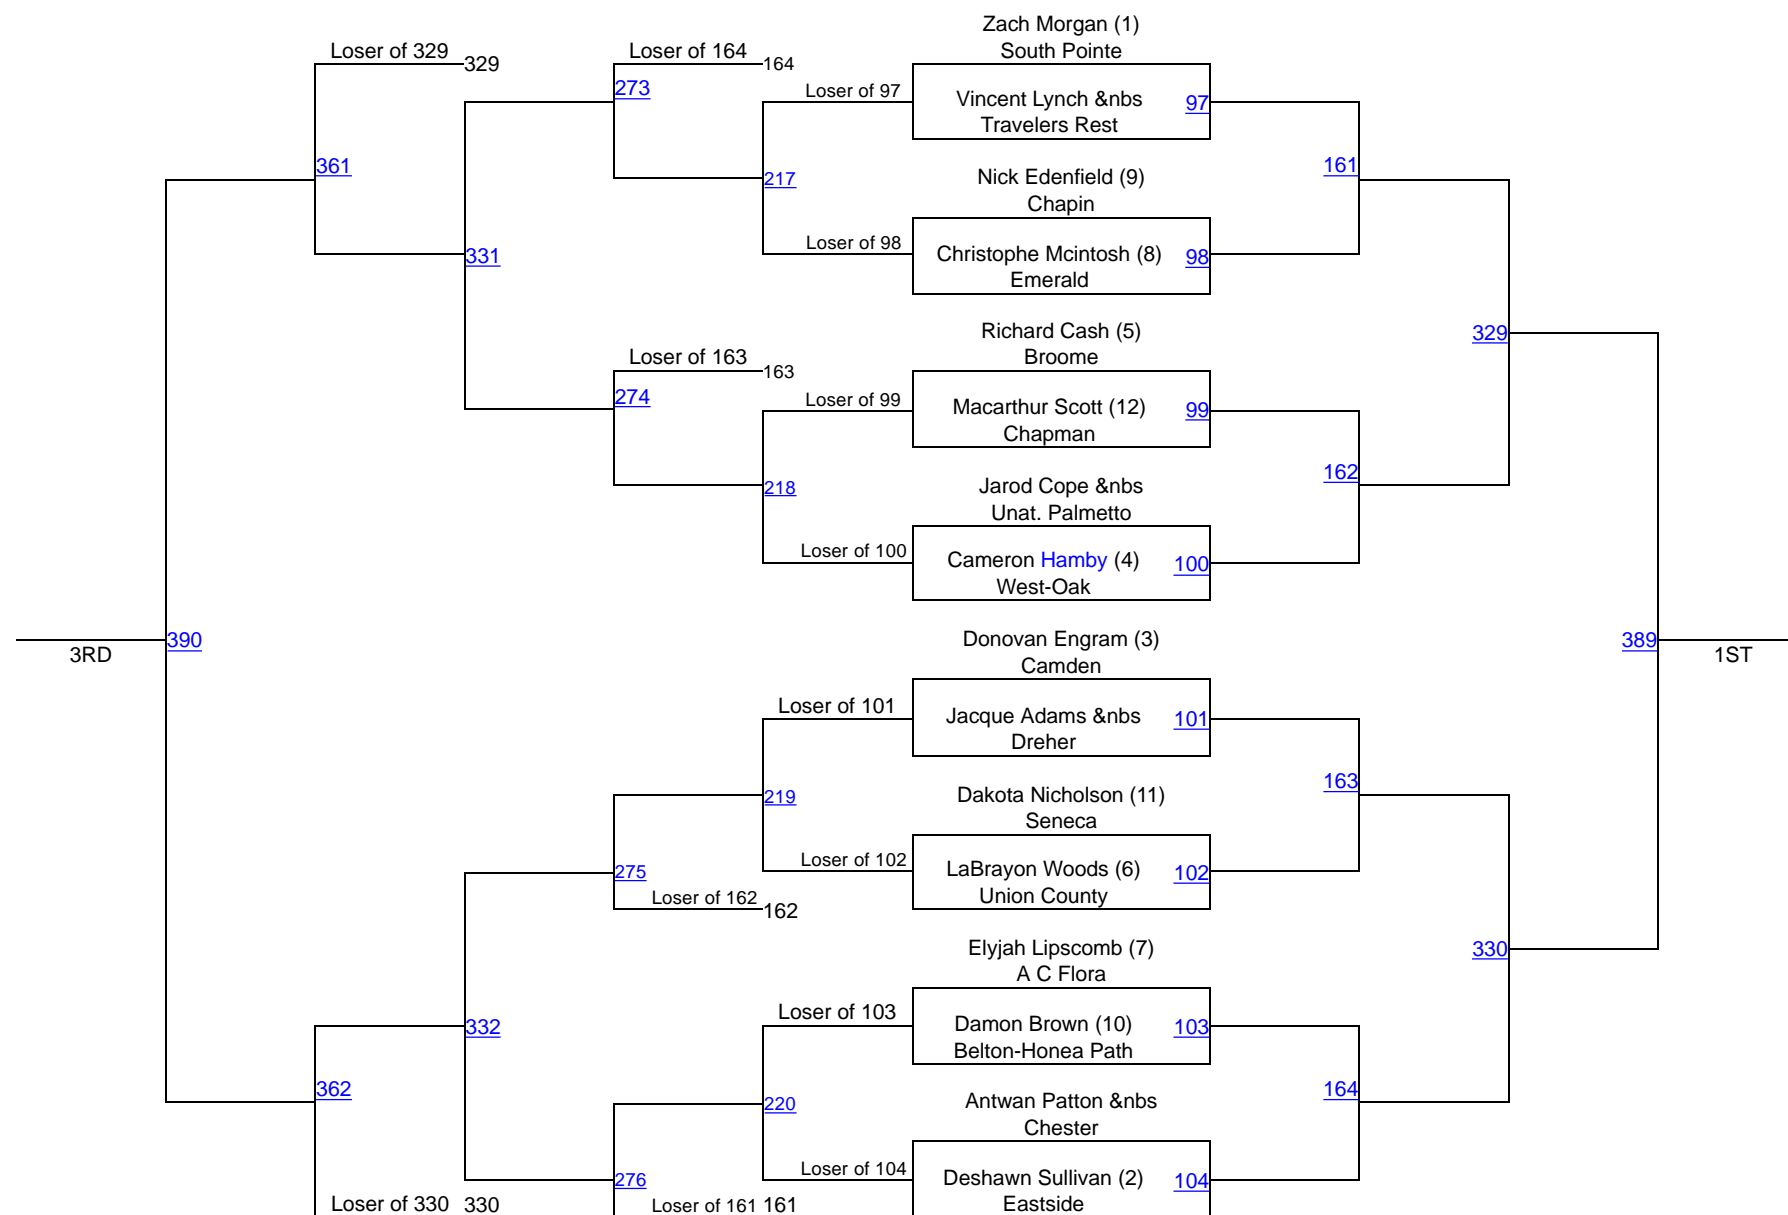 Zach Morgan (1)
Loser of 329 329 Loser of 164 164 South Pointe
273 Loser of 97 Vincent Lynch &nbs 97
Travelers Rest
361 217 Nick Edenfield (9) 161
Chapin
331 Loser of 98 Christophe Mcintosh (8) 98
Emerald
Richard Cash (5) 329
Loser of 163 163 Broome
274 Loser of 99 Macarthur Scott (12) 99
Chapman
218 Jarod Cope &nbs 162
Unat. Palmetto
Loser of 100 Cameron Hamby (4) 100
West-Oak
390 Donovan Engram (3) 389
3RD Camden 1ST
Loser of 101 Jacque Adams &nbs 101
Dreher
219 Dakota Nicholson (11) 163
Seneca
275 Loser of 102 LaBrayon Woods (6) 102
Loser of 162 162 Union County
Elyjah Lipscomb (7) 330
A C Flora
332 Loser of 103 Damon Brown (10) 103
Belton-Honea Path
362 220 Antwan Patton &nbs 164
Chester
276 Loser of 104 Deshawn Sullivan (2) 104
Loser of 330 330 Loser of 161 161 Eastside